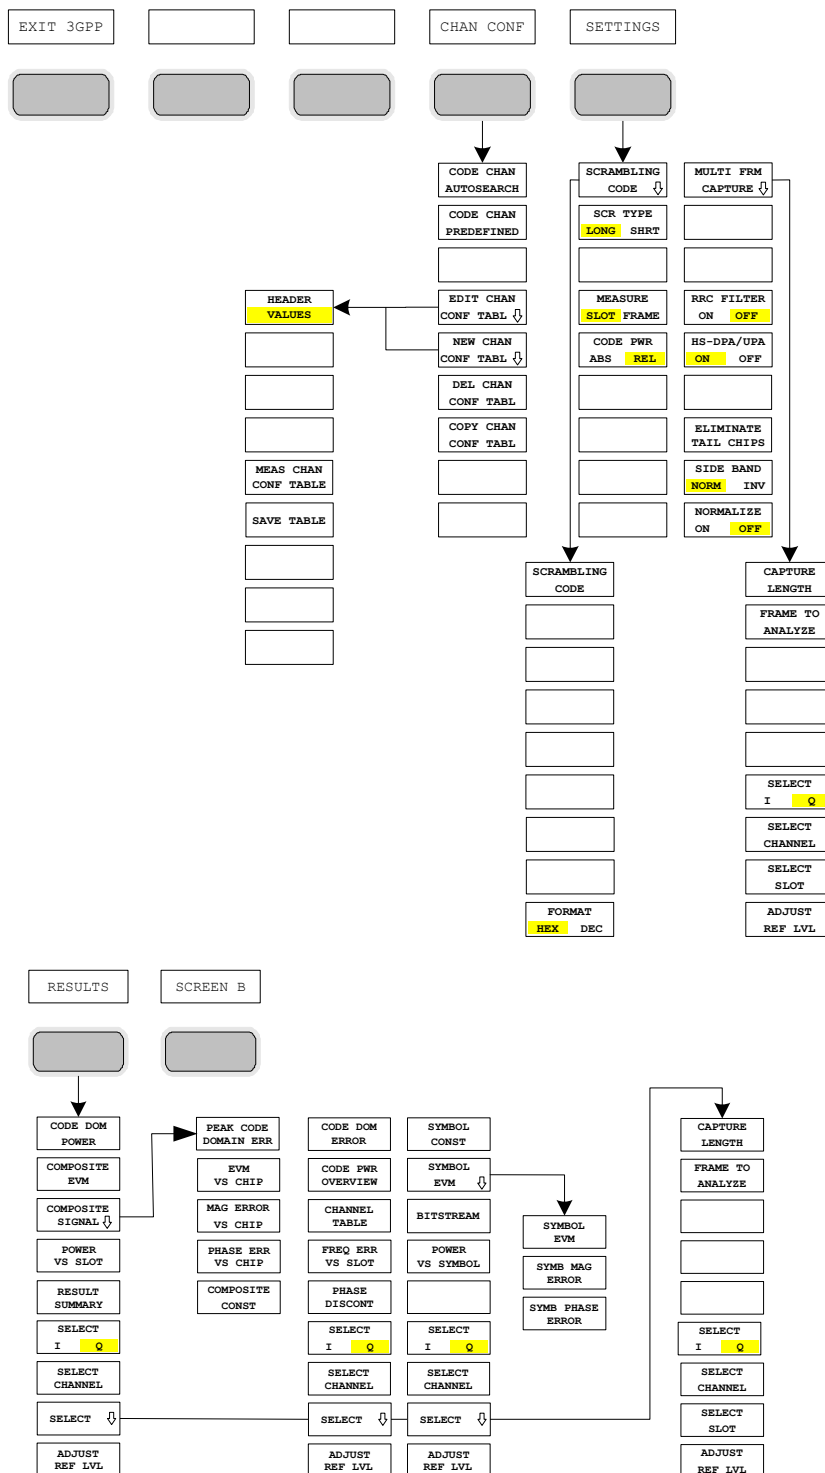 EXIT 3GPP
CHAN CONF
SETTINGS
CODE CHAN
AUTOSEARCH
CODE CHAN
PREDEFINED
EDIT CHAN
CONF TABL
NEW CHAN
CONF TABL
DEL CHAN
CONF TABL
COPY CHAN
CONF TABL
HEADER
VALUES
MEAS CHAN
CONF TABLE
SAVE TABLE
SCRAMBLING
CODE
SCR TYPE
LONG SHRT
MEASURE
SLOT FRAME
CODE PWR
ABS REL
MULTI FRM
CAPTURE
RRC FILTER
ON OFF
HS-DPA/UPA
ON OFF
ELIMINATE
TAIL CHIPS
SIDE BAND
NORM INV
NORMALIZE
ON OFF
SCRAMBLING
CODE
FORMAT
HEX DEC
CAPTURE
LENGTH
FRAME TO
ANALYZE
SELECT
I Q
SELECT
CHANNEL
SELECT
SLOT
ADJUST
REF LVL
RESULTS
SCREEN B
CODE DOM
POWER
COMPOSITE
EVM
COMPOSITE
SIGNAL
POWER
VS SLOT
RESULT
SUMMARY
SELECT
I Q
SELECT
CHANNEL
SELECT
ADJUST
REF LVL
PEAK CODE
DOMAIN ERR
EVM
VS CHIP
MAG ERROR
VS CHIP
PHASE ERR
VS CHIP
COMPOSITE
CONST
CODE DOM
ERROR
CODE PWR
OVERVIEW
CHANNEL
TABLE
FREQ ERR
VS SLOT
PHASE
DISCONT
SELECT
I Q
SELECT
CHANNEL
SELECT
ADJUST
REF LVL
SYMBOL
CONST
SYMBOL
EVM
BITSTREAM
POWER
VS SYMBOL
SELECT
I Q
SELECT
CHANNEL
SELECT
ADJUST
REF LVL
SYMBOL
EVM
SYMB MAG
ERROR
SYMB PHASE
ERROR
CAPTURE
LENGTH
FRAME TO
ANALYZE
SELECT
I Q
SELECT
CHANNEL
SELECT
SLOT
ADJUST
REF LVL